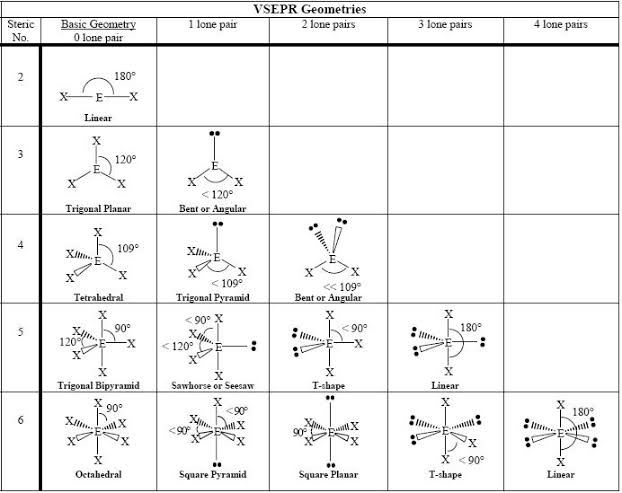 VSEPR Geometries
Steric No. Basic Geometry 0 lone pair 1 lone pair 2 lone pairs 3 lone pairs 4 lone pairs
2
180°
X E X
Linear
3
X
120°
E
X X
Trigonal Planar
E
X X
< 120°
Bent or Angular
4
X
109°
X E
X X
Tetrahedral
X E
X X
< 109°
Trigonal Pyramid
E
X X
<< 109°
Bent or Angular
5
X
90°
X
120° E X
X
X
Trigonal Bipyramid
< 90° X
X
< 120° E
X
X
Sawhorse or Seesaw
X
< 90°
E X
X
T-shape
X
180°
E
X
Linear
6
X
90°
X X
E
X X
X
Octahedral
X
<90°
X X
<90° E
X X
Square Pyramid
X X
90° E
X X
Square Planar
X
E
X
X < 90°
T-shape
X
180°
E
X
Linear